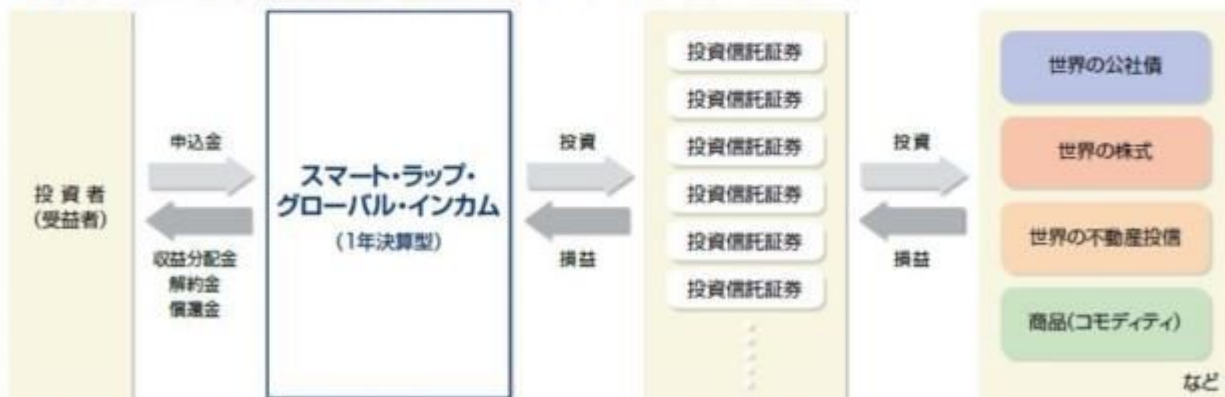 投資者
(受益者)
申込金
収益分配金
解約金
償還金
スマート・ラップ・
グローバル・インカム
(1年決算型)
投資
損益
投資信託証券
投資信託証券
投資信託証券
投資信託証券
投資信託証券
投資信託証券
投資
損益
世界の公社債
世界の株式
世界の不動産投信
商品(コモディティ)
など